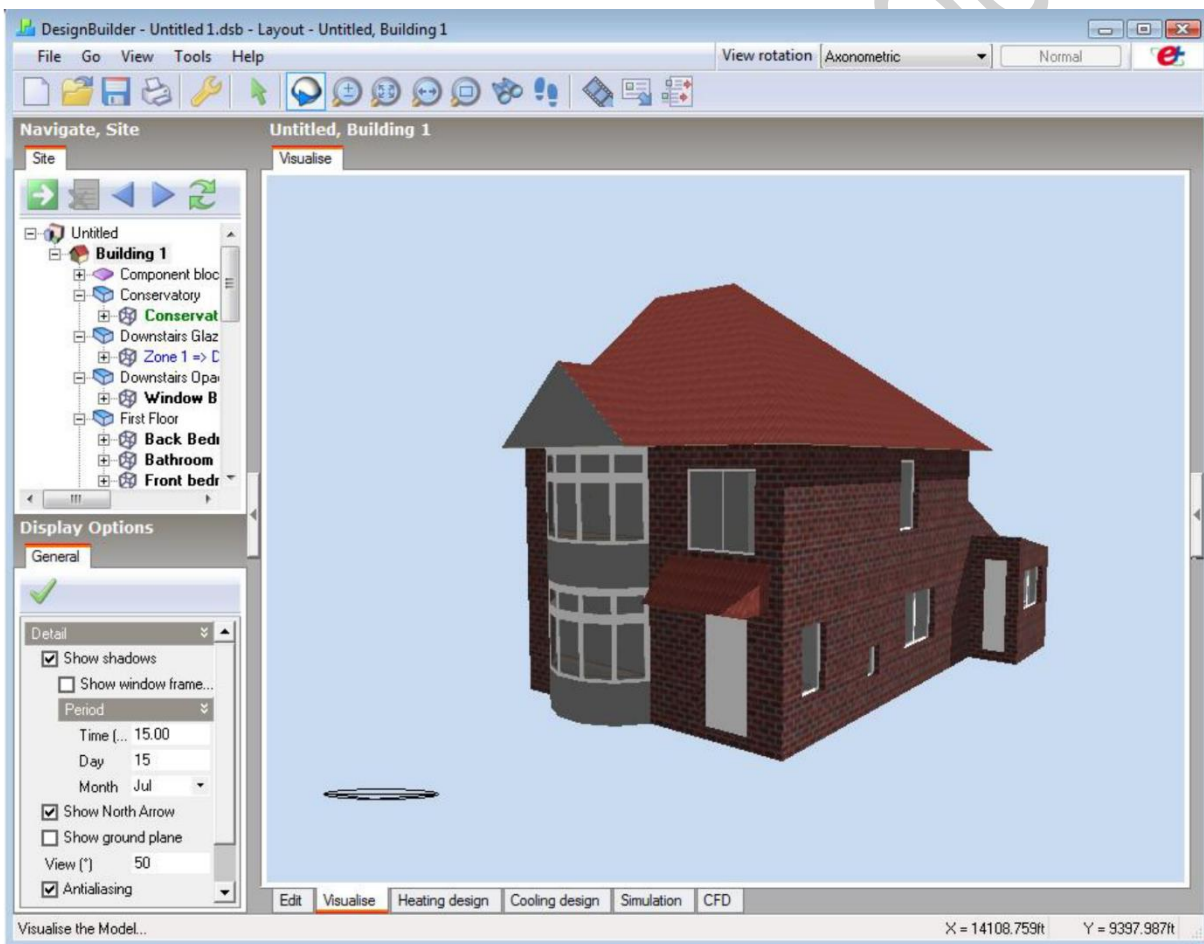 DesignBuilder - Untitled 1.dsb - Layout - Untitled, Building 1
File Go View Tools Help
View rotation Axonometric Normal
Navigate, Site
Site
Untitled
Building 1
Component bloc
Conservatory
Conservat
Downstairs Glaz
Zone 1 => D
Downstairs Opa
Window B
First Floor
Back Bed
Bathroom
Front bedr
Display Options
General
Detail
Show shadows
Show window frame...
Period
Time (... 15.00
Day 15
Month Jul
Show North Arrow
Show ground plane
View (°) 50
Antialiasing
Untitled, Building 1
Visualise
Edit Visualise Heating design Cooling design Simulation CFD
Visualise the Model...
X = 14108.759ft Y = 9397.987ft